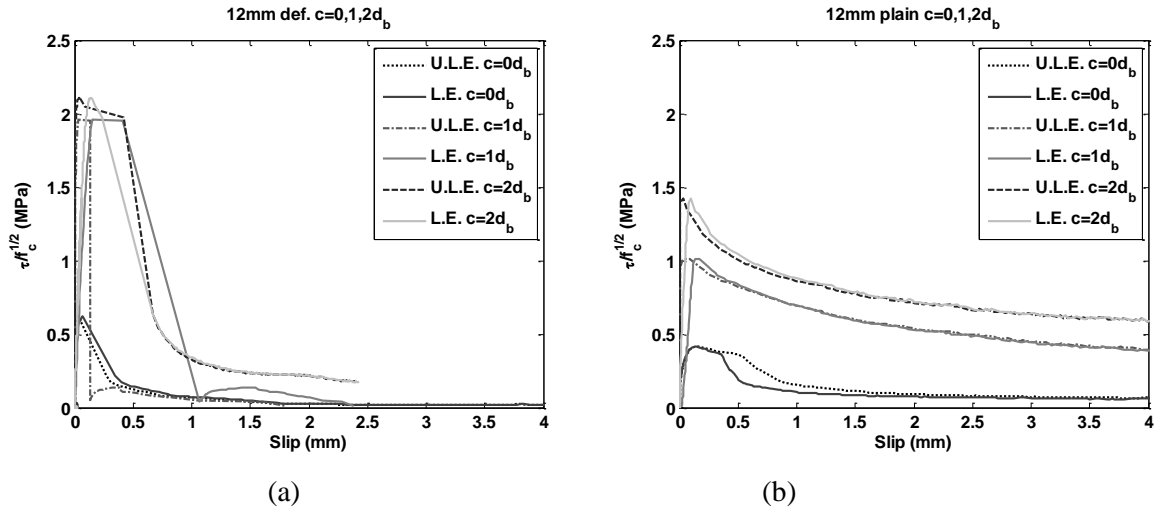 12mm def. c=0,1,2d_b
2.5
2
1.5
1
0.5
0
0 0.5 1 1.5 2 2.5 3 3.5 4
τ/f_c^1/2 (MPa)
Slip (mm)
U.L.E. c=0d_b
L.E. c=0d_b
U.L.E. c=1d_b
L.E. c=1d_b
U.L.E. c=2d_b
L.E. c=2d_b
(a)
12mm plain c=0,1,2d_b
2.5
2
1.5
1
0.5
0
0 0.5 1 1.5 2 2.5 3 3.5 4
τ/f_c^1/2 (MPa)
Slip (mm)
U.L.E. c=0d_b
L.E. c=0d_b
U.L.E. c=1d_b
L.E. c=1d_b
U.L.E. c=2d_b
L.E. c=2d_b
(b)